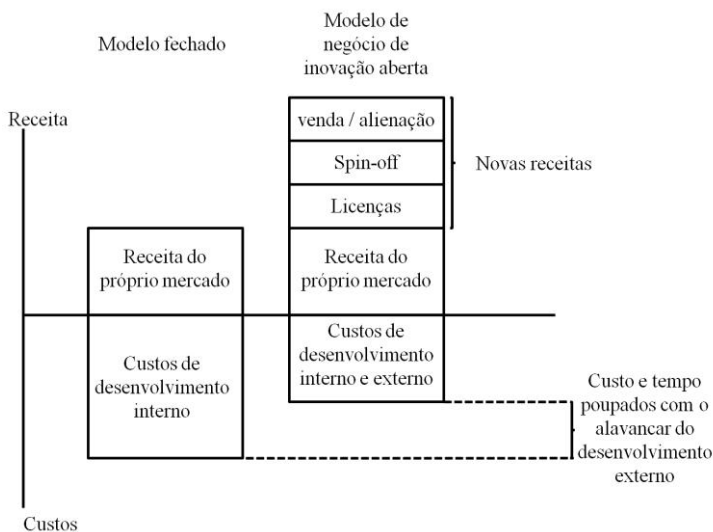 Modelo fechado
Modelo de
negócio de
inovação aberta
Receita
venda / alienação
Spin-off
Licenças
Novas receitas
Receita do
próprio mercado
Receita do
próprio mercado
Custos de
desenvolvimento
interno
Custos de
desenvolvimento
interno e externo
Custo e tempo
poupados com o
alavancar do
desenvolvimento
externo
Custos